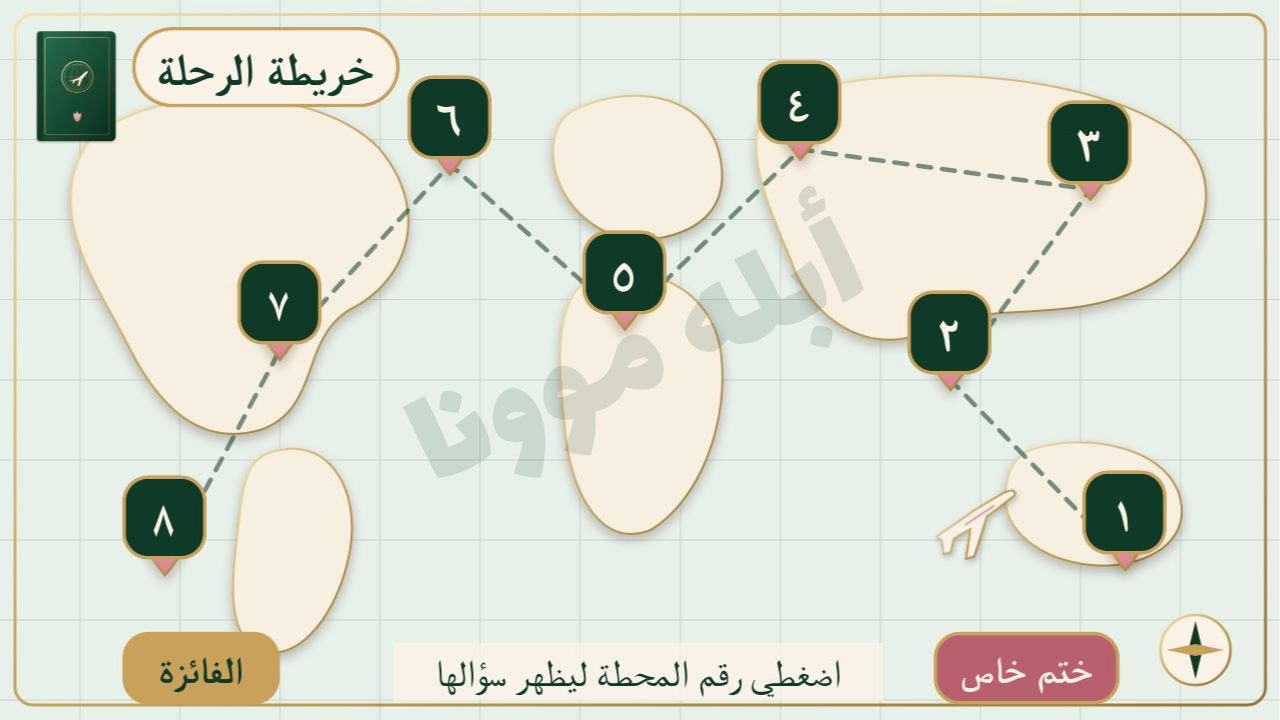 خريطة الرحلة
٦
٤
٣
٥
٧
٢
أبله موونا
٨
١
ختم خاص
اضغطي رقم المحطة ليظهر سؤالها
الفائزة